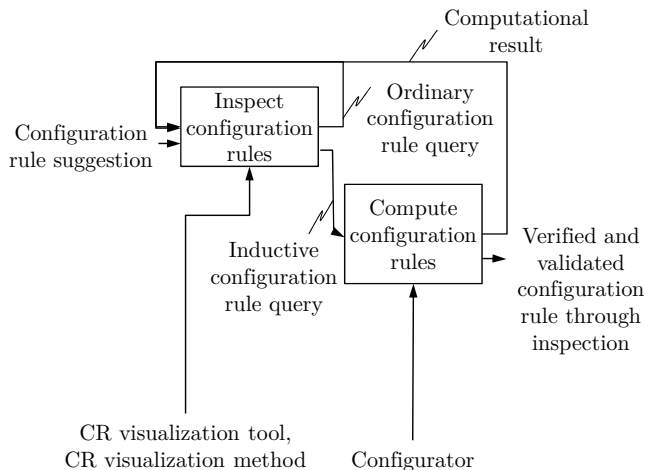 Computational
result
Inspect
configuration
rules
Ordinary
configuration
rule query
Configuration
rule suggestion
Compute
configuration
rules
Inductive
configuration
rule query
Verified and
validated
configuration
rule through
inspection
CR visualization tool,
CR visualization method
Configurator